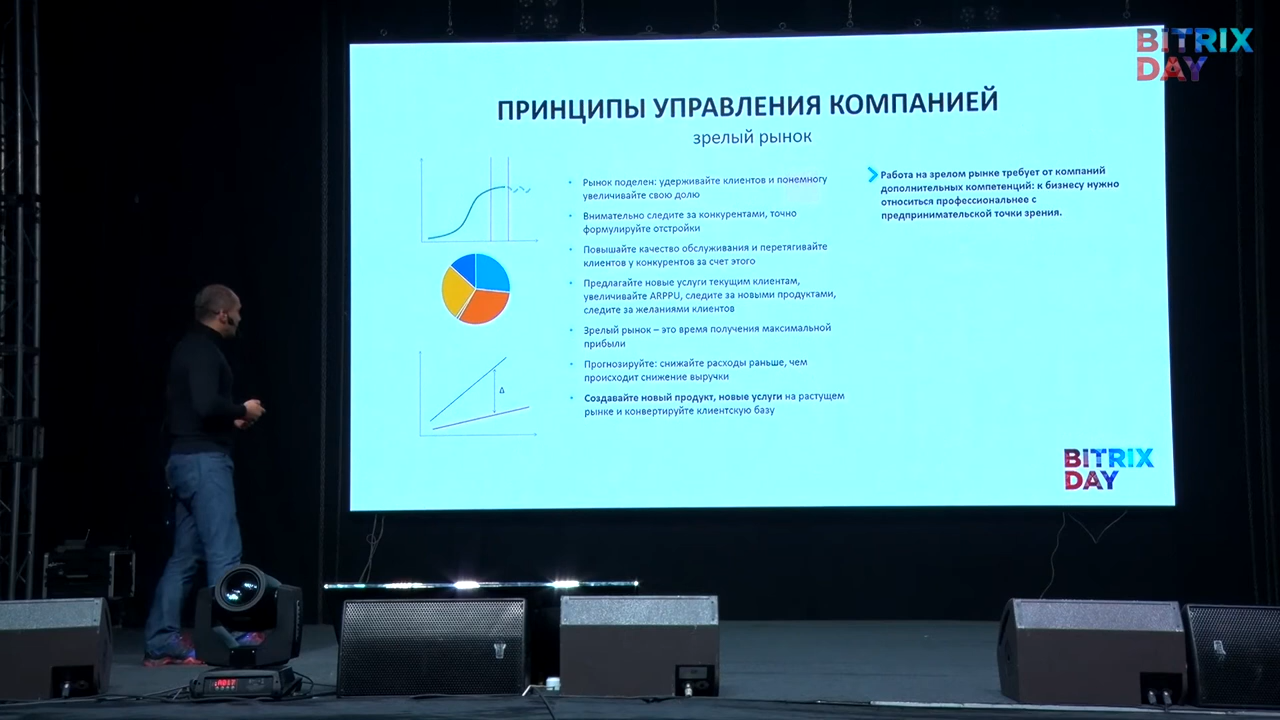 BITRIX
DAY
ПРИНЦИПЫ УПРАВЛЕНИЯ КОМПАНИЕЙ
зрелый рынок
• Рынок поделен: удерживайте клиентов и понемногу
увеличивайте свою долю
• Внимательно следите за конкурентами, точно
формулируйте отстройки
• Повышайте качество обслуживания и перетягивайте
клиентов у конкурентов за счет этого
• Предлагайте новые услуги текущим клиентам,
увеличивайте ARPPU, следите за новыми продуктами,
следите за желаниями клиентов
• Зрелый рынок – это время получения максимальной
прибыли
• Прогнозируйте: снижайте расходы раньше, чем
происходит снижение выручки
• Создавайте новый продукт, новые услуги на растущем
рынке и конвертируйте клиентскую базу
Δ
Работа на зрелом рынке требует от компаний
дополнительных компетенций: к бизнесу нужно
относиться профессиональнее с
предпринимательской точки зрения.
BITRIX
DAY